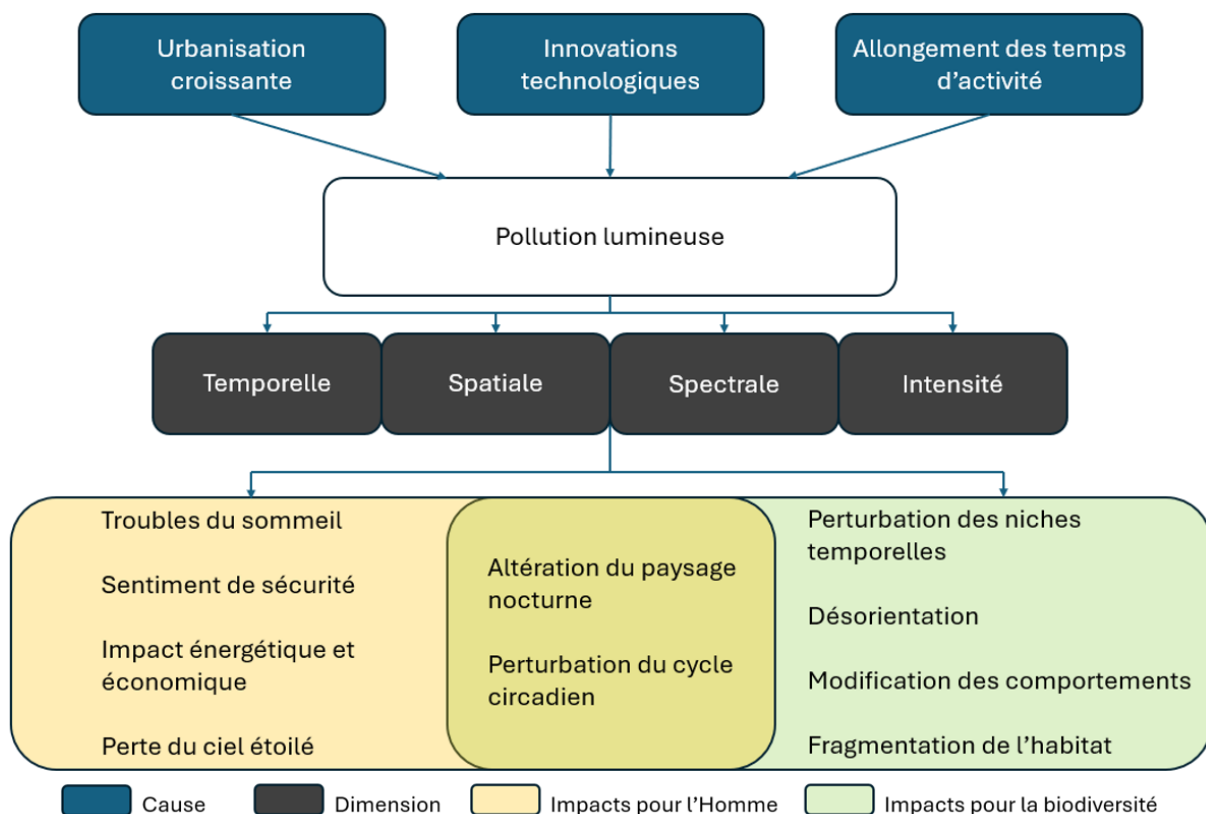 Urbanisation
croissante
Innovations
technologiques
Allongement des temps
d’activité
Pollution lumineuse
Temporelle
Spatiale
Spectrale
Intensité
Troubles du sommeil
Sentiment de sécurité
Impact énergétique et
économique
Perte du ciel étoilé
Altération du paysage
nocturne
Perturbation du cycle
circadien
Perturbation des niches
temporelles
Désorientation
Modification des comportements
Fragmentation de l’habitat
Cause
Dimension
Impacts pour l’Homme
Impacts pour la biodiversité